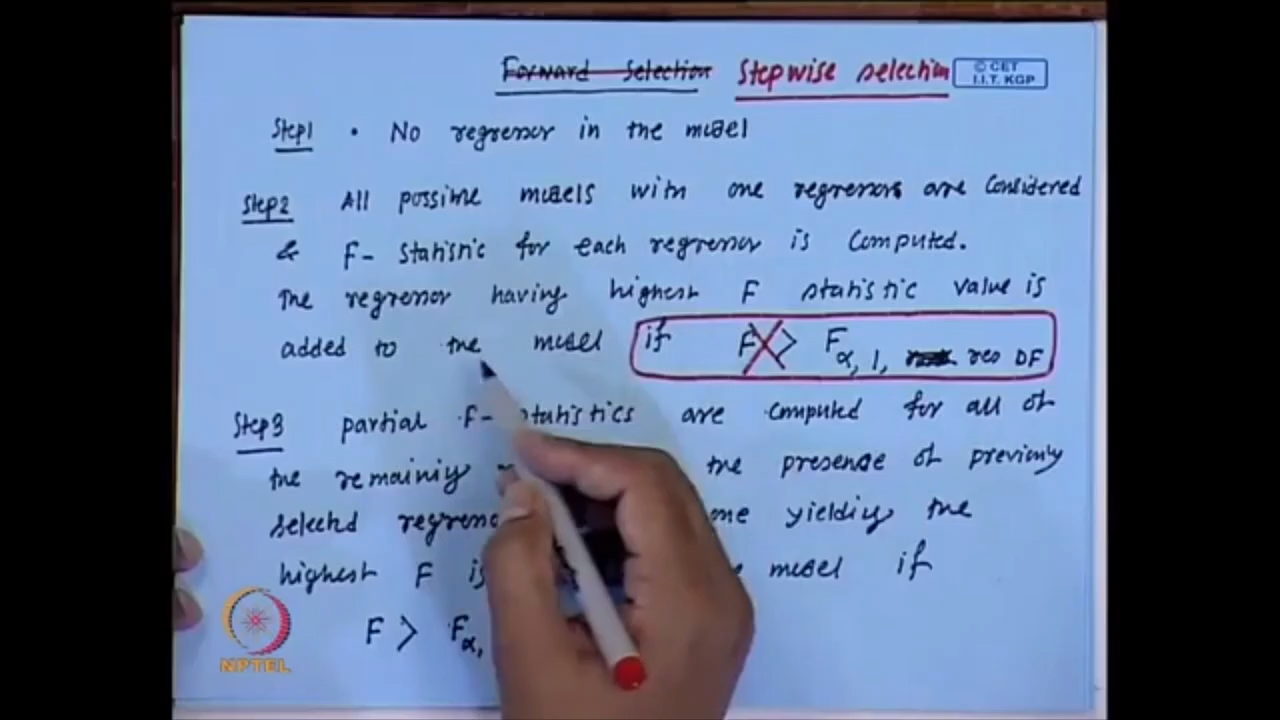 Forward Selection Stepwise selection © CET I.I.T. KGP
Step1 • No regressor in the model
Step2 All possible models with one regressors are Considered
& F- statistic for each regressor is Computed.
The regressor having highest F statistic value is
added to the model if F > F α, 1, res DF
Step3 partial F- statistics are computed for all of
the remaining the presence of previously
selected yielding the
highest F model if
F > Fα,
NPTEL